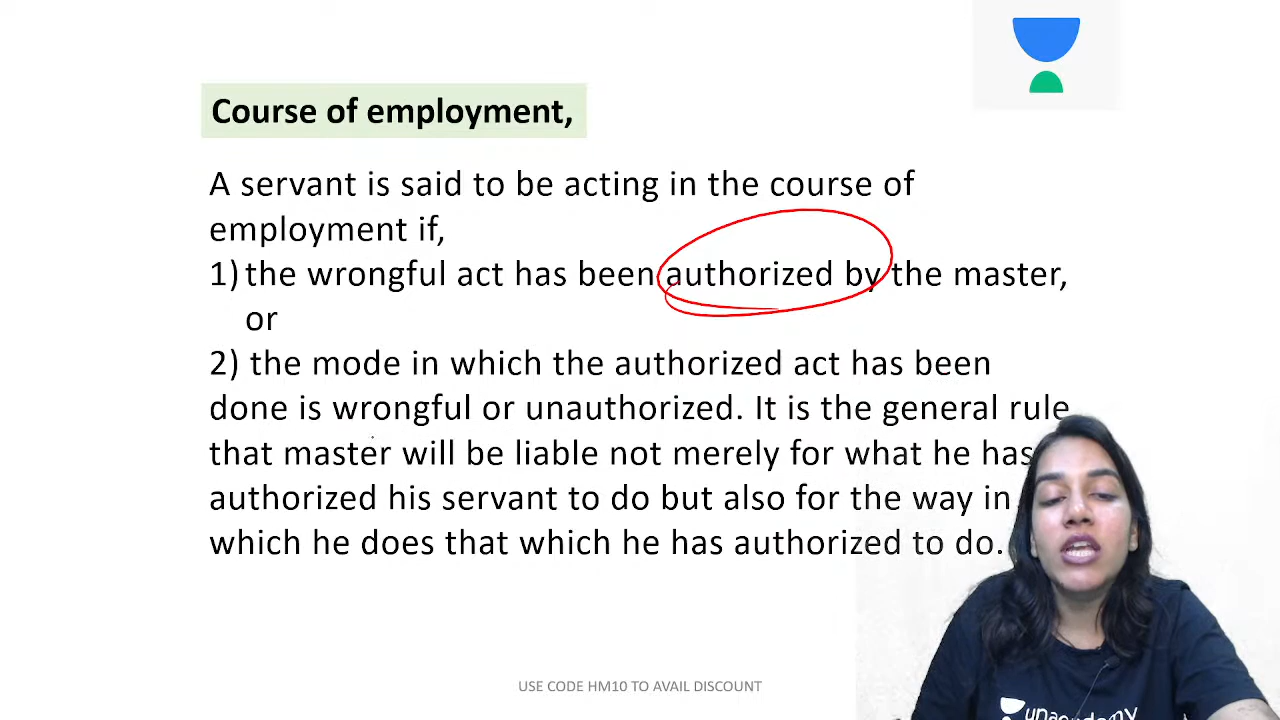 Course of employment,
A servant is said to be acting in the course of
employment if,
1) the wrongful act has been authorized by the master,
or
2) the mode in which the authorized act has been
done is wrongful or unauthorized. It is the general rule
that master will be liable not merely for what he has
authorized his servant to do but also for the way in
which he does that which he has authorized to do.
USE CODE HM10 TO AVAIL DISCOUNT